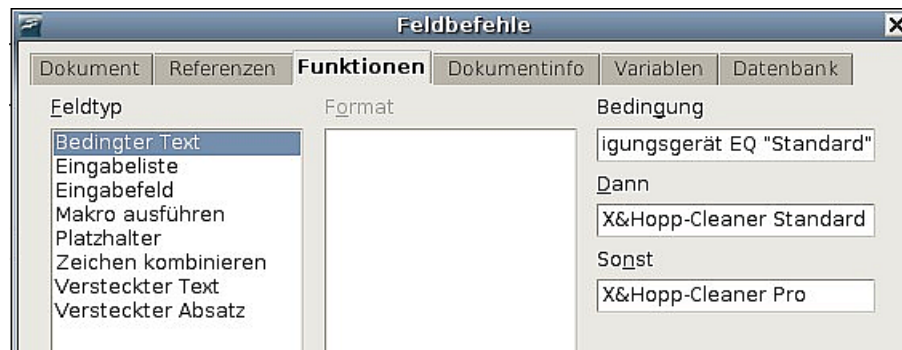 Feldbefehle
Dokument Referenzen Funktionen Dokumentinfo Variablen Datenbank
Feldtyp
Bedingter Text
Eingabeliste
Eingabefeld
Makro ausführen
Platzhalter
Zeichen kombinieren
Versteckter Text
Versteckter Absatz
Format
Bedingung
igungsgerät EQ "Standard"
Dann
X&Hopp-Cleaner Standard
Sonst
X&Hopp-Cleaner Pro